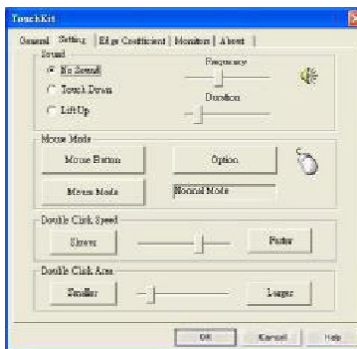 TouchKit
General Setting Edge Coefficient Monitors About
Sound
No Sound
Touch Down
Lift Up
Frequency
Duration
Mouse Mode
Mouse Button
Option
Mouse Mode
Normal Mode
Double Click Speed
Slower
Faster
Double Click Area
Smaller
Larger
OK Cancel Help